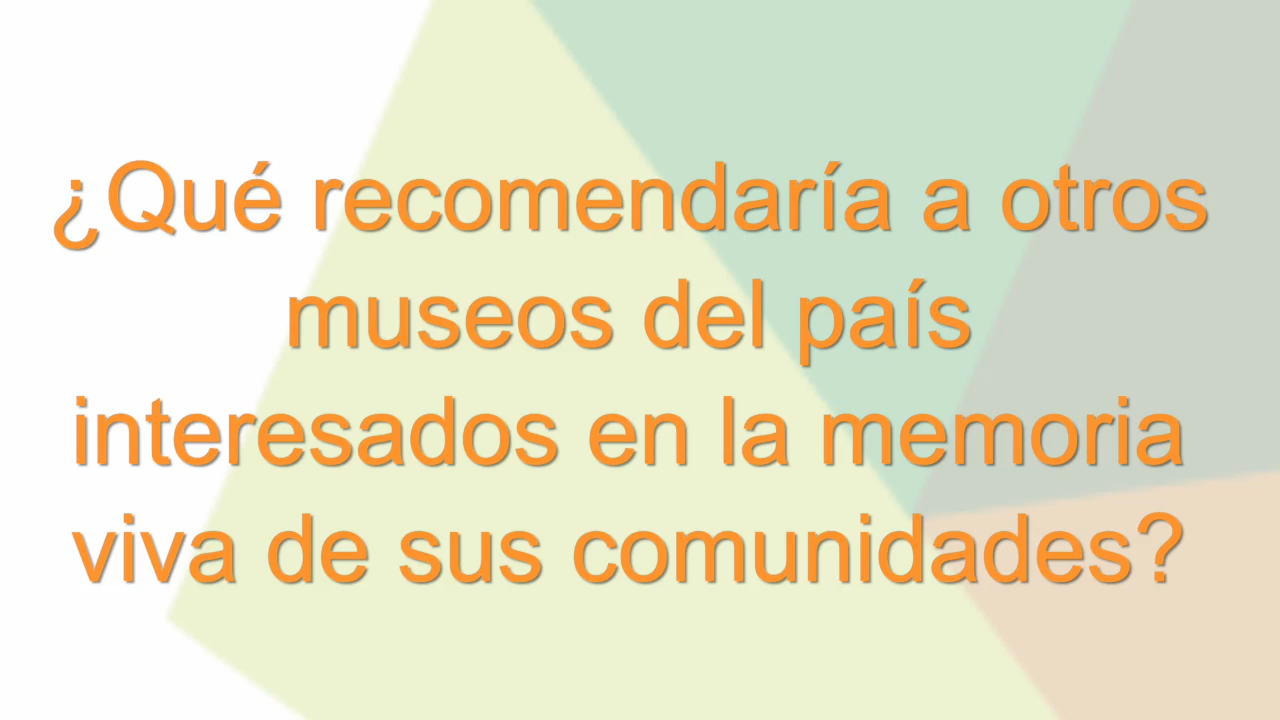 ¿Qué recomendaría a otros
museos del país
interesados en la memoria
viva de sus comunidades?